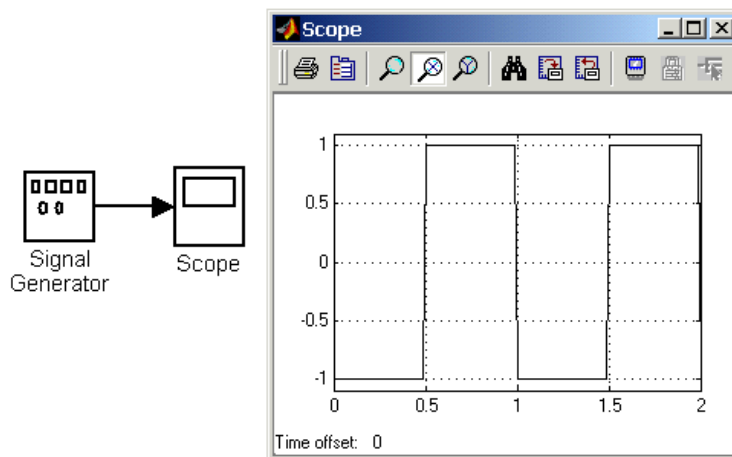 Scope
1
0.5
0
-0.5
-1
0 0.5 1 1.5 2
Time offset: 0
Signal
Generator
Scope